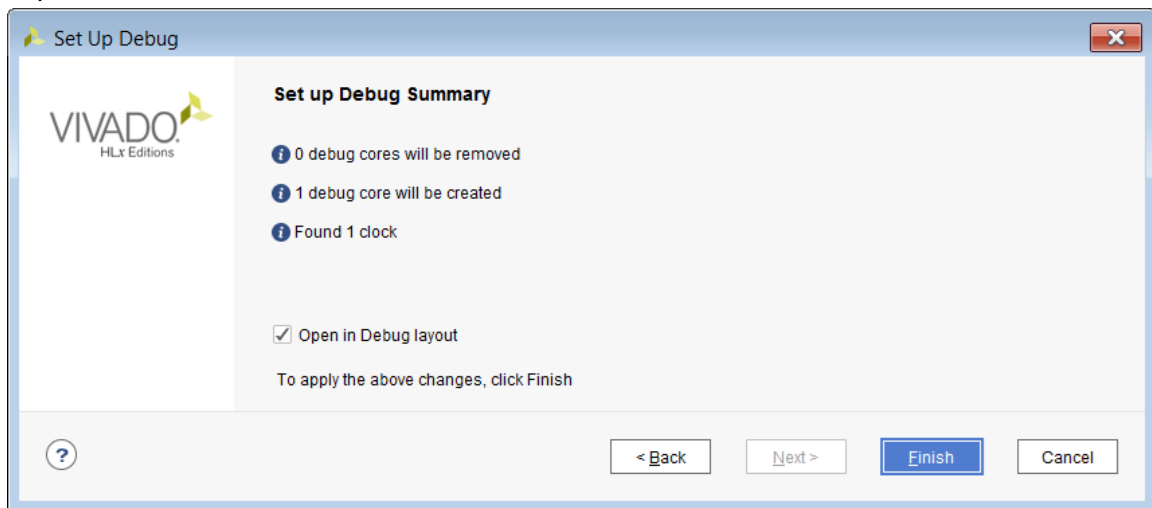 Set Up Debug
VIVADO.
HLx Editions
Set up Debug Summary
0 debug cores will be removed
1 debug core will be created
Found 1 clock
Open in Debug layout
To apply the above changes, click Finish
?
< Back
Next >
Finish
Cancel